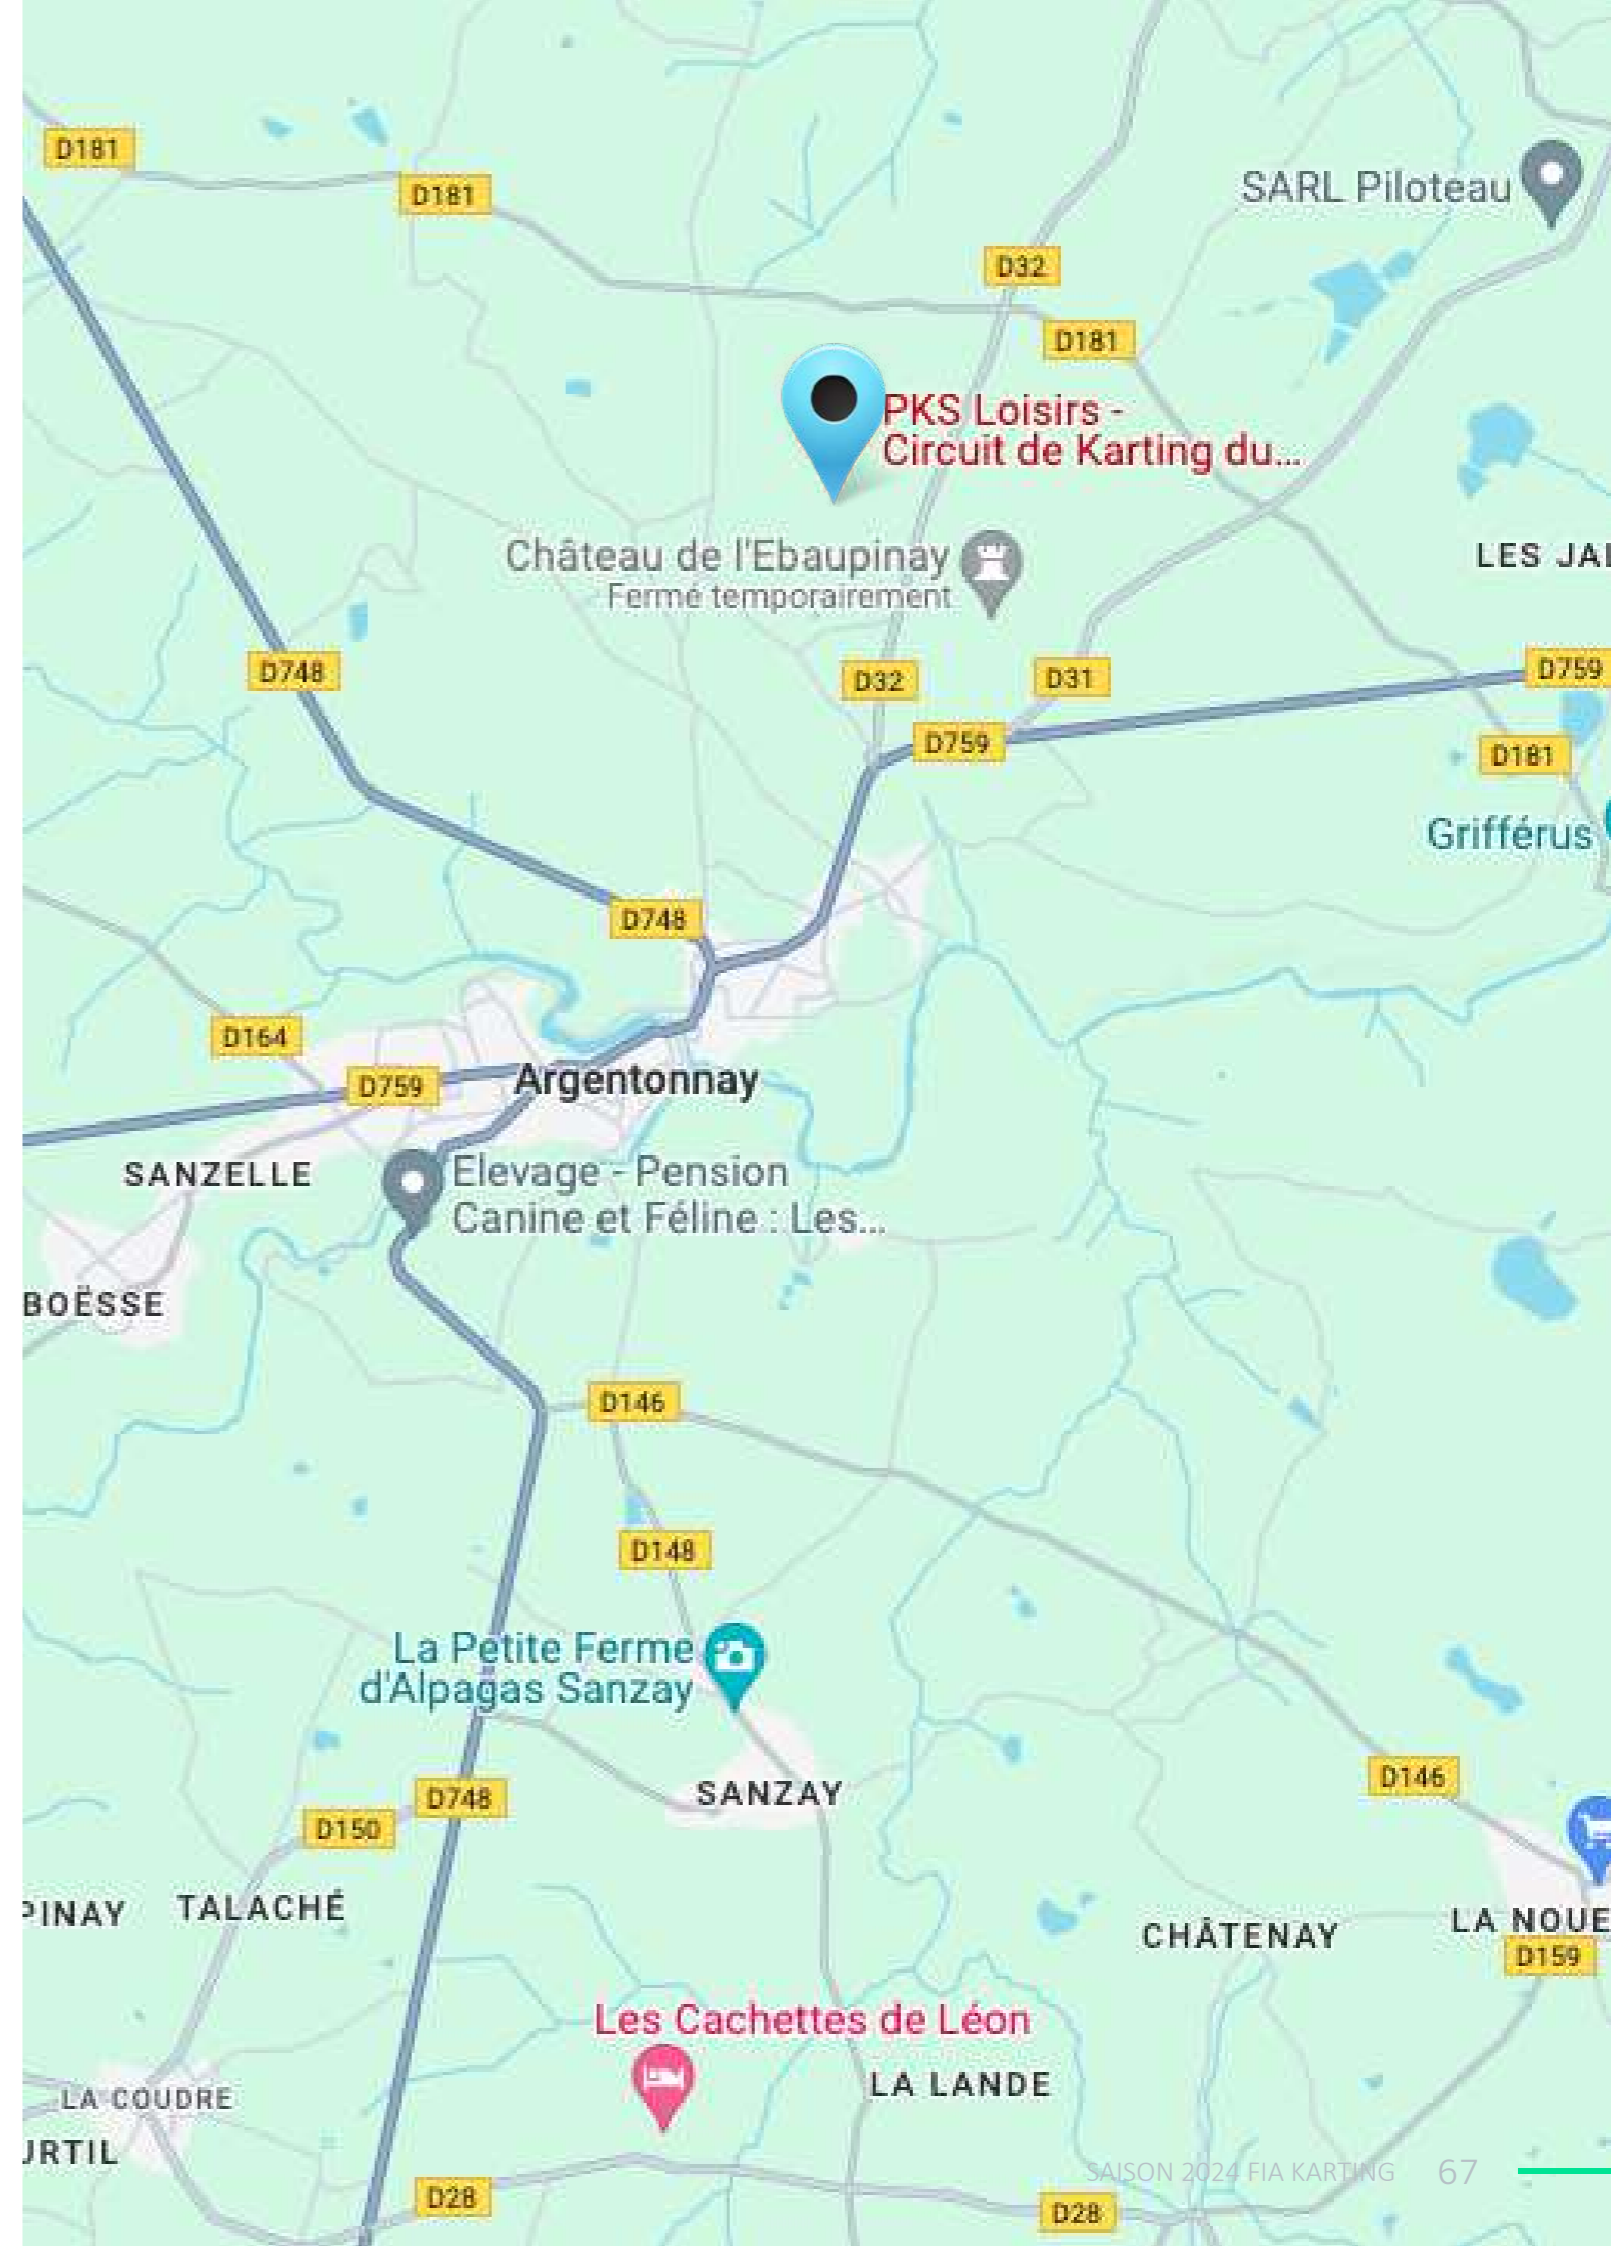 D181
D181
SARL Piloteau
D32
D181
PKS Loisirs -
Circuit de Karting du...
Château de l'Ebaupinay
Fermé temporairement
LES JAI
D748
D32
D31
D759
D759
D181
Grifférus
D748
D164
D759
Argentonnay
SANZELLE
Elevage - Pension
Canine et Féline : Les...
BOËSSE
D146
D148
La Petite Ferme
d'Alpagas Sanzay
D146
SANZAY
D748
D150
PINAY
TALACHÉ
CHÂTENAY
LA NOUE
D159
Les Cachettes de Léon
LA LANDE
LA COUDRE
URTIL
SAISON 2024 FIA KARTING 67
D28
D28